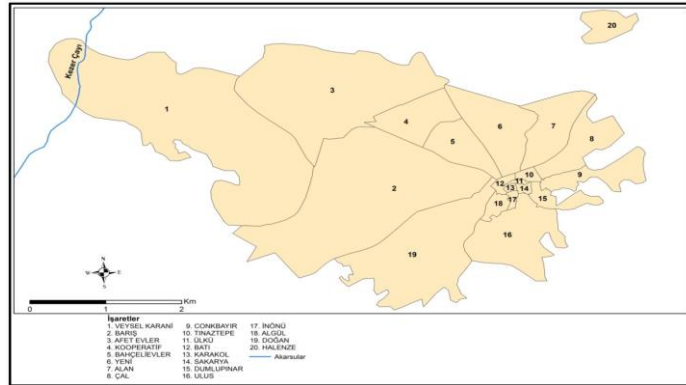 20
Kezer Çayı
1
3
4
5
6
7
8
9
10
11
12
13
14
15
2
17
18
16
19
N
W
E
S
0 1 2
Km
İşaretler
1. VEYSEL KARANİ 9. CONKBAYIR 17. İNÖNÜ
2. BARIŞ 10. TINAZTEPE 18. ALGÜL
3. AFET EVLER 11. ÜLKÜ 19. DOĞAN
4. KOOPERATİF 12. BATI 20. HALENZE
5. BAHÇELİEVLER 13. KARAKOL Akarsular
6. YENİ 14. SAKARYA
7. ALAN 15. DUMLUPINAR
8. ÇAL 16. ULUS